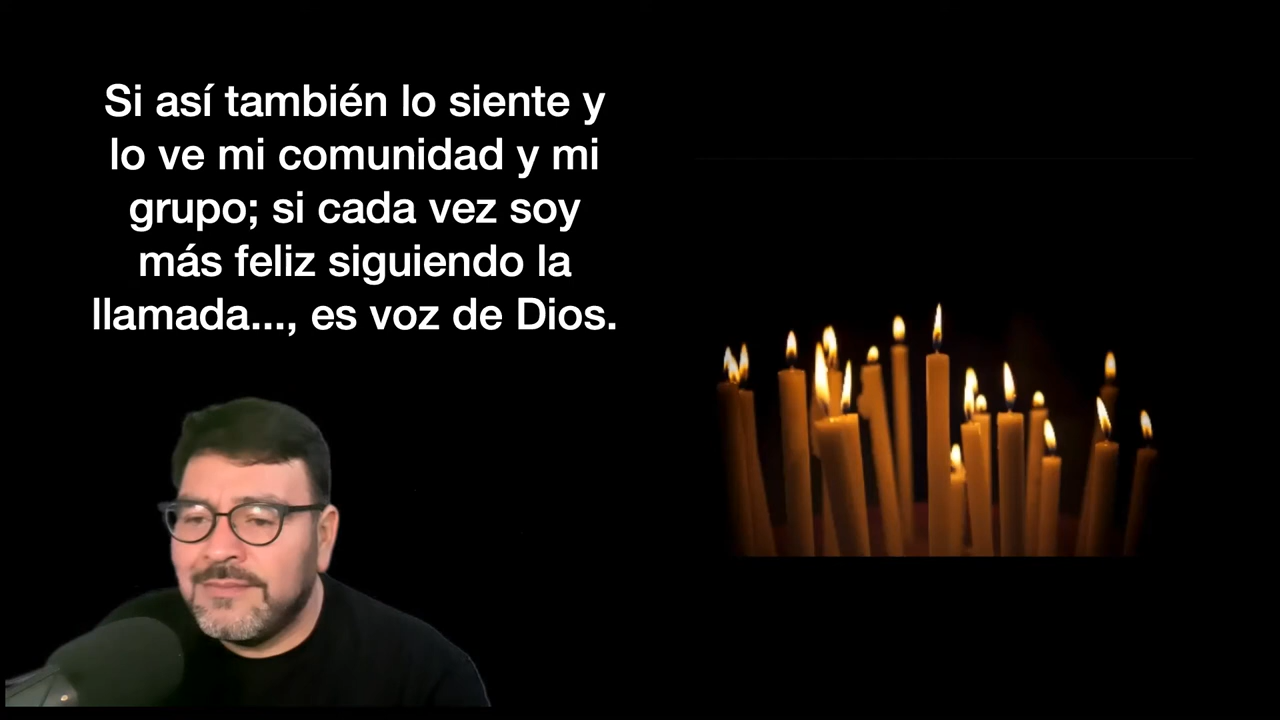 Si así también lo siente y
lo ve mi comunidad y mi
grupo; si cada vez soy
más feliz siguiendo la
llamada..., es voz de Dios.